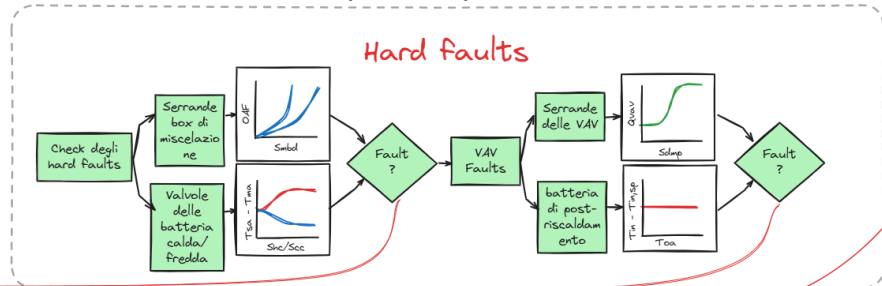 Hard faults
Check degli
hard faults
Serrande
box di
miscelazio
ne
OAF
Smbd
Valvole
delle
batteria
calda/
fredda
Tsa - Tma
Shc/Scc
Fault
?
VAV
Faults
Serrande
delle VAV
Qvav
Sdmp
batteria
di post-
riscaldam
ento
Tin - Tin,sp
Toa
Fault
?